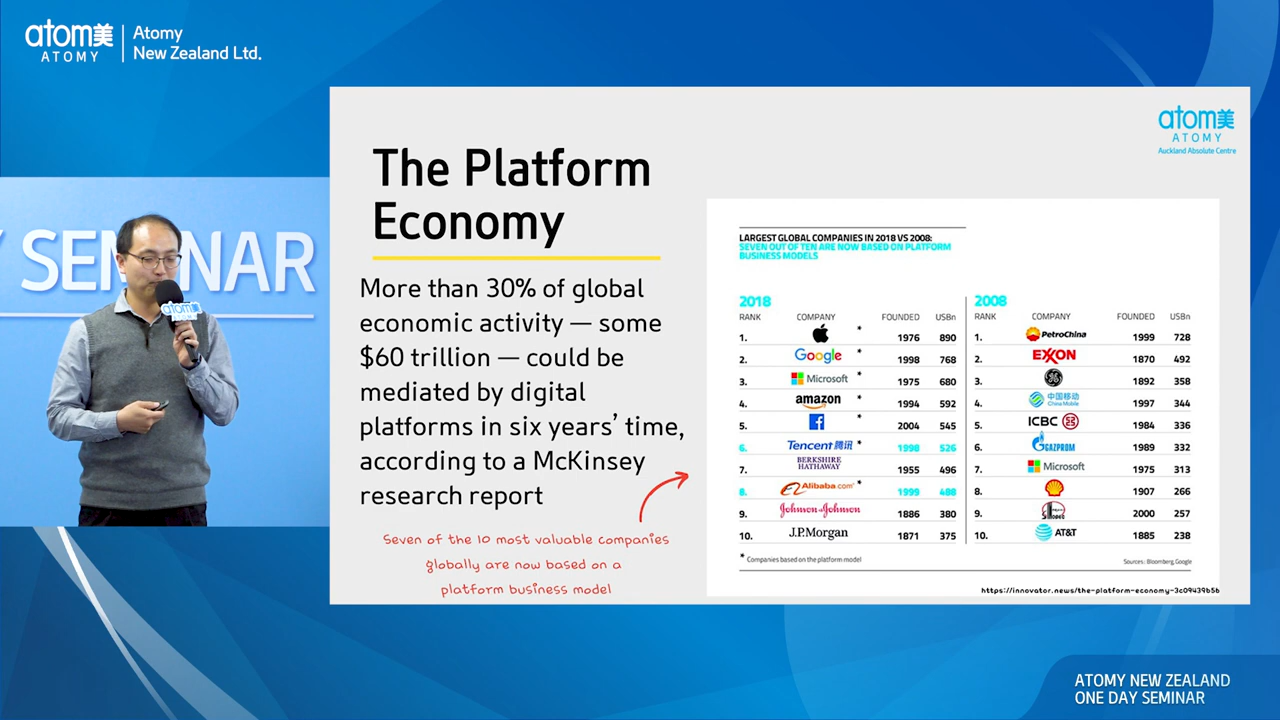 atom美
ATOMY
Atomy
New Zealand Ltd.
Y SEMINAR
atom美
atom美
ATOMY
Auckland Absolute Centre
The Platform
Economy
More than 30% of global
economic activity — some
$60 trillion — could be
mediated by digital
platforms in six years’ time,
according to a McKinsey
research report
Seven of the 10 most valuable companies
globally are now based on a
platform business model
LARGEST GLOBAL COMPANIES IN 2018 VS 2008:
SEVEN OUT OF TEN ARE NOW BASED ON PLATFORM
BUSINESS MODELS
2018
RANK COMPANY FOUNDED USBn
1. * 1976 890
2. Google * 1998 768
3. Microsoft * 1975 680
4. amazon * 1994 592
5. f * 2004 545
6. Tencent 腾讯 * 1998 526
7. BERKSHIRE HATHAWAY 1955 496
8. Alibaba.com * 1999 488
9. Johnson & Johnson 1886 380
10. J.P.Morgan 1871 375
* Companies based on the platform model
2008
RANK COMPANY FOUNDED USBn
1. PetroChina 1999 728
2. EXXON 1870 492
3. GE 1892 358
4. 中国移动 China Mobile 1997 344
5. ICBC 1984 336
6. GAZPROM 1989 332
7. Microsoft 1975 313
8. 1907 266
9. 2000 257
10. AT&T 1885 238
Sources: Bloomberg, Google
https://innovator.news/the-platform-economy-3c09439b5b
ATOMY NEW ZEALAND
ONE DAY SEMINAR